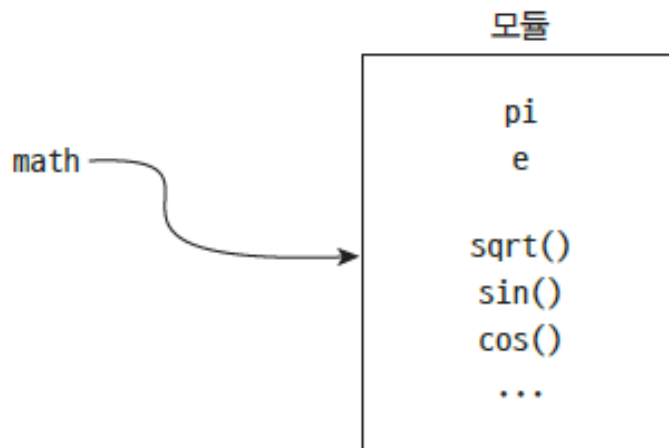 모듈
pi
math
e
sqrt()
sin()
cos()
...